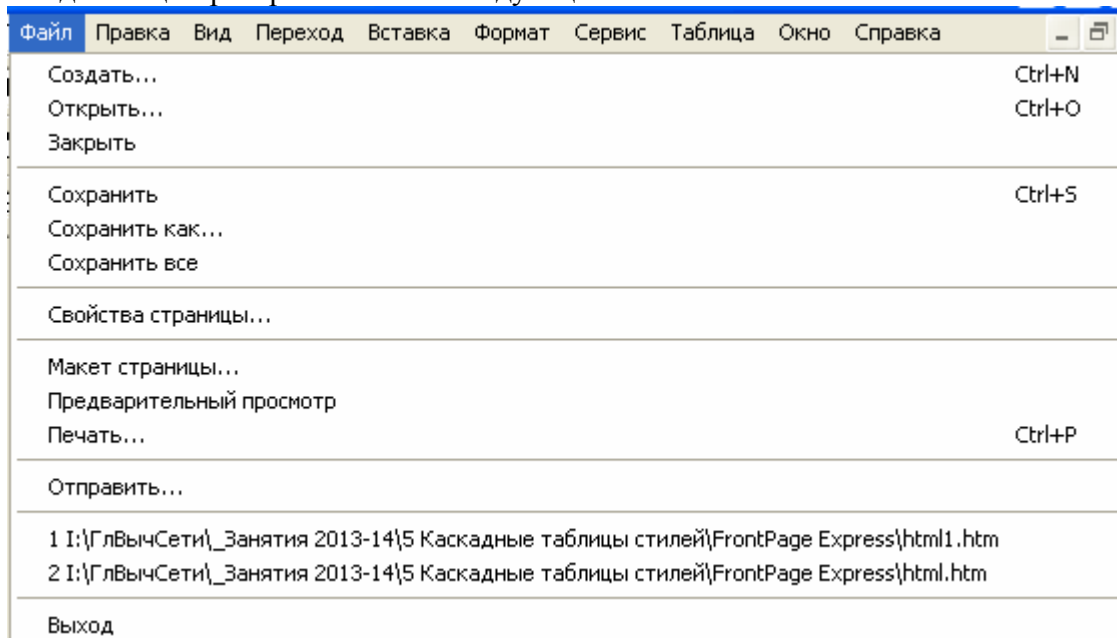 Файл Правка Вид Переход Вставка Формат Сервис Таблица Окно Справка
Создать... Ctrl+N
Открыть... Ctrl+O
Закрыть
Сохранить Ctrl+S
Сохранить как...
Сохранить все
Свойства страницы...
Макет страницы...
Предварительный просмотр
Печать... Ctrl+P
Отправить...
1 I:\ГлВычСети\_Занятия 2013-14\5 Каскадные таблицы стилей\FrontPage Express\html1.htm
2 I:\ГлВычСети\_Занятия 2013-14\5 Каскадные таблицы стилей\FrontPage Express\html.htm
Выход